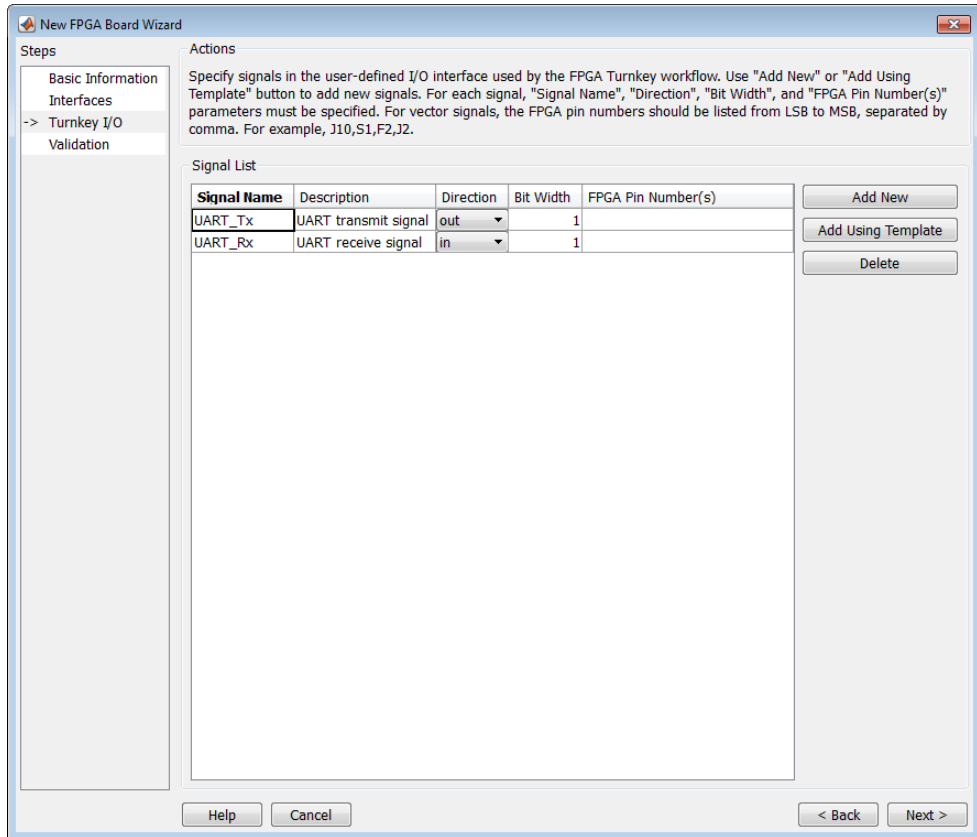 New FPGA Board Wizard
Steps
Basic Information
Interfaces
-> Turnkey I/O
Validation
Actions
Specify signals in the user-defined I/O interface used by the FPGA Turnkey workflow. Use "Add New" or "Add Using
Template" button to add new signals. For each signal, "Signal Name", "Direction", "Bit Width", and "FPGA Pin Number(s)"
parameters must be specified. For vector signals, the FPGA pin numbers should be listed from LSB to MSB, separated by
comma. For example, J10,S1,F2,J2.
Signal List
Signal Name Description Direction Bit Width FPGA Pin Number(s)
UART_Tx UART transmit signal out 1
UART_Rx UART receive signal in 1
Add New
Add Using Template
Delete
Help Cancel < Back Next >